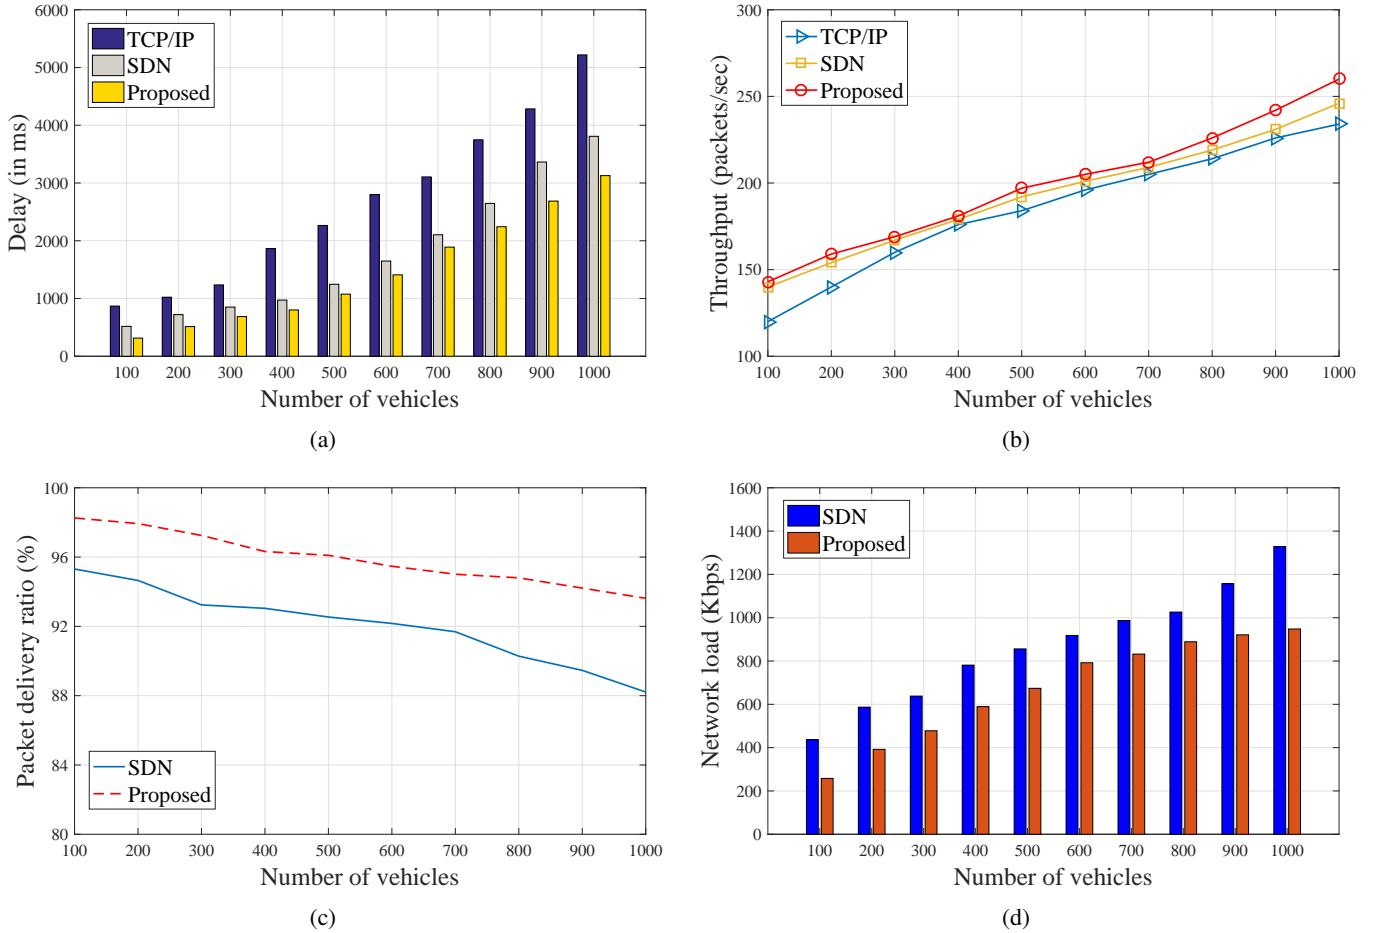 6000
5000
4000
3000
2000
1000
0
Delay (in ms)
TCP/IP
SDN
Proposed
100 200 300 400 500 600 700 800 900 1000
Number of vehicles
(a)
300
250
200
150
100
Throughput (packets/sec)
TCP/IP
SDN
Proposed
100 200 300 400 500 600 700 800 900 1000
Number of vehicles
(b)
100
96
92
88
84
80
Packet delivery ratio (%)
SDN
Proposed
100 200 300 400 500 600 700 800 900 1000
Number of vehicles
(c)
1600
1400
1200
1000
800
600
400
200
0
Network load (Kbps)
SDN
Proposed
100 200 300 400 500 600 700 800 900 1000
Number of vehicles
(d)